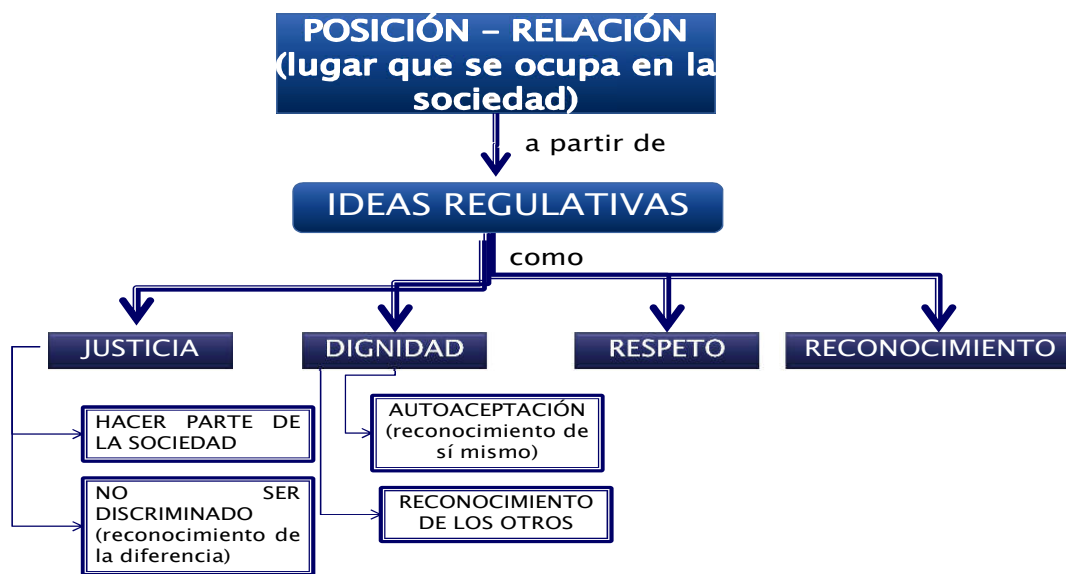 POSICIÓN – RELACIÓN
(lugar que se ocupa en la
sociedad)
a partir de
IDEAS REGULATIVAS
como
JUSTICIA
DIGNIDAD
RESPETO
RECONOCIMIENTO
HACER PARTE DE
LA SOCIEDAD
NO SER
DISCRIMINADO
(reconocimiento de
la diferencia)
AUTOACEPTACIÓN
(reconocimiento de
sí mismo)
RECONOCIMIENTO
DE LOS OTROS